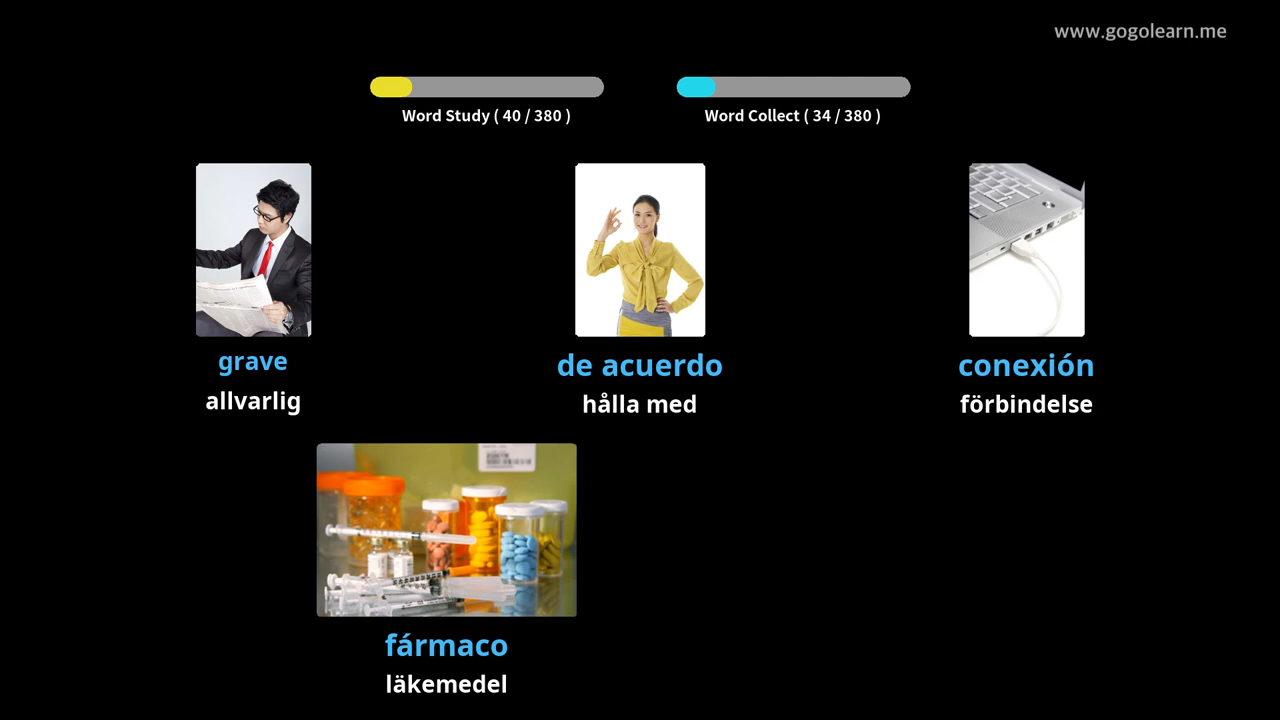 www.gogolearn.me
Word Study ( 40 / 380 )
Word Collect ( 34 / 380 )
grave
allvarlig
de acuerdo
hålla med
conexión
förbindelse
fármaco
läkemedel